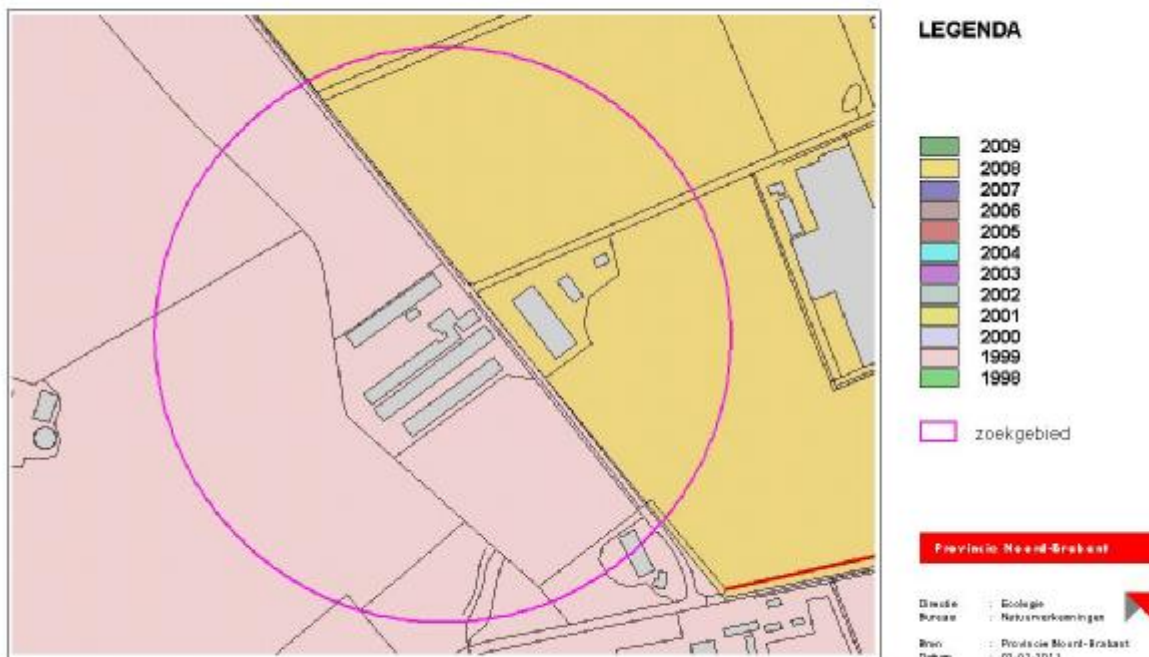 LEGENDA
2009
2008
2007
2006
2005
2004
2003
2002
2001
2000
1999
1998
zoekgebied
Provincie Noord-Brabant
Directie : Ecologie
Bureau : Natuurverkenningen
Bron : Provincie Noord-Brabant